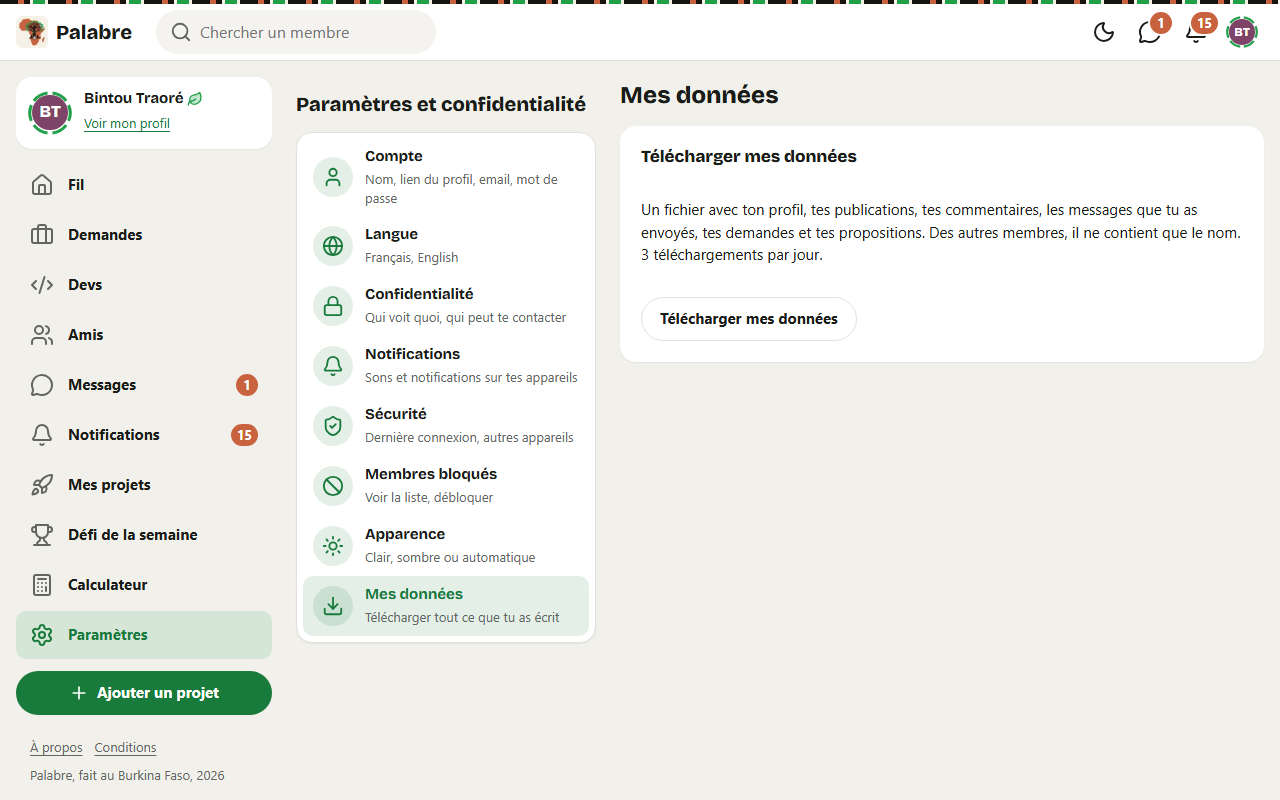 Palabre
Chercher un membre
1
15
BT
BT
Bintou Traoré
Voir mon profil
Fil
Demandes
Devs
Amis
Messages
1
Notifications
15
Mes projets
Défi de la semaine
Calculateur
Paramètres
Ajouter un projet
À propos
Conditions
Palabre, fait au Burkina Faso, 2026
Paramètres et confidentialité
Compte
Nom, lien du profil, email, mot de
passe
Langue
Français, English
Confidentialité
Qui voit quoi, qui peut te contacter
Notifications
Sons et notifications sur tes appareils
Sécurité
Dernière connexion, autres appareils
Membres bloqués
Voir la liste, débloquer
Apparence
Clair, sombre ou automatique
Mes données
Télécharger tout ce que tu as écrit
Mes données
Télécharger mes données
Un fichier avec ton profil, tes publications, tes commentaires, les messages que tu as
envoyés, tes demandes et tes propositions. Des autres membres, il ne contient que le nom.
3 téléchargements par jour.
Télécharger mes données